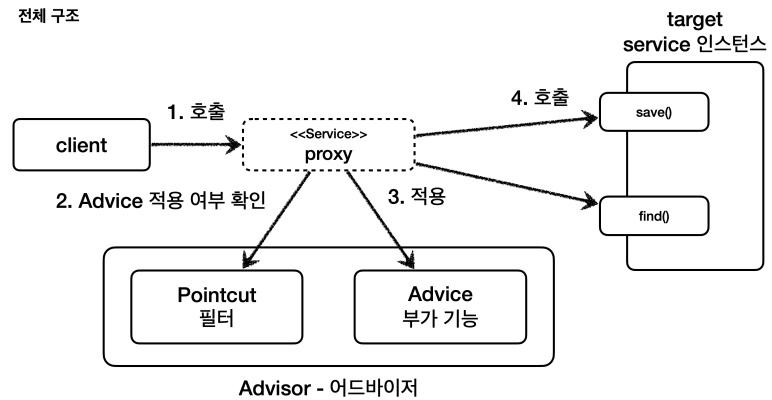 전체 구조
target
service 인스턴스
1. 호출
4. 호출
client
<<Service>>
proxy
save()
2. Advice 적용 여부 확인
3. 적용
find()
Pointcut
필터
Advice
부가 기능
Advisor - 어드바이저